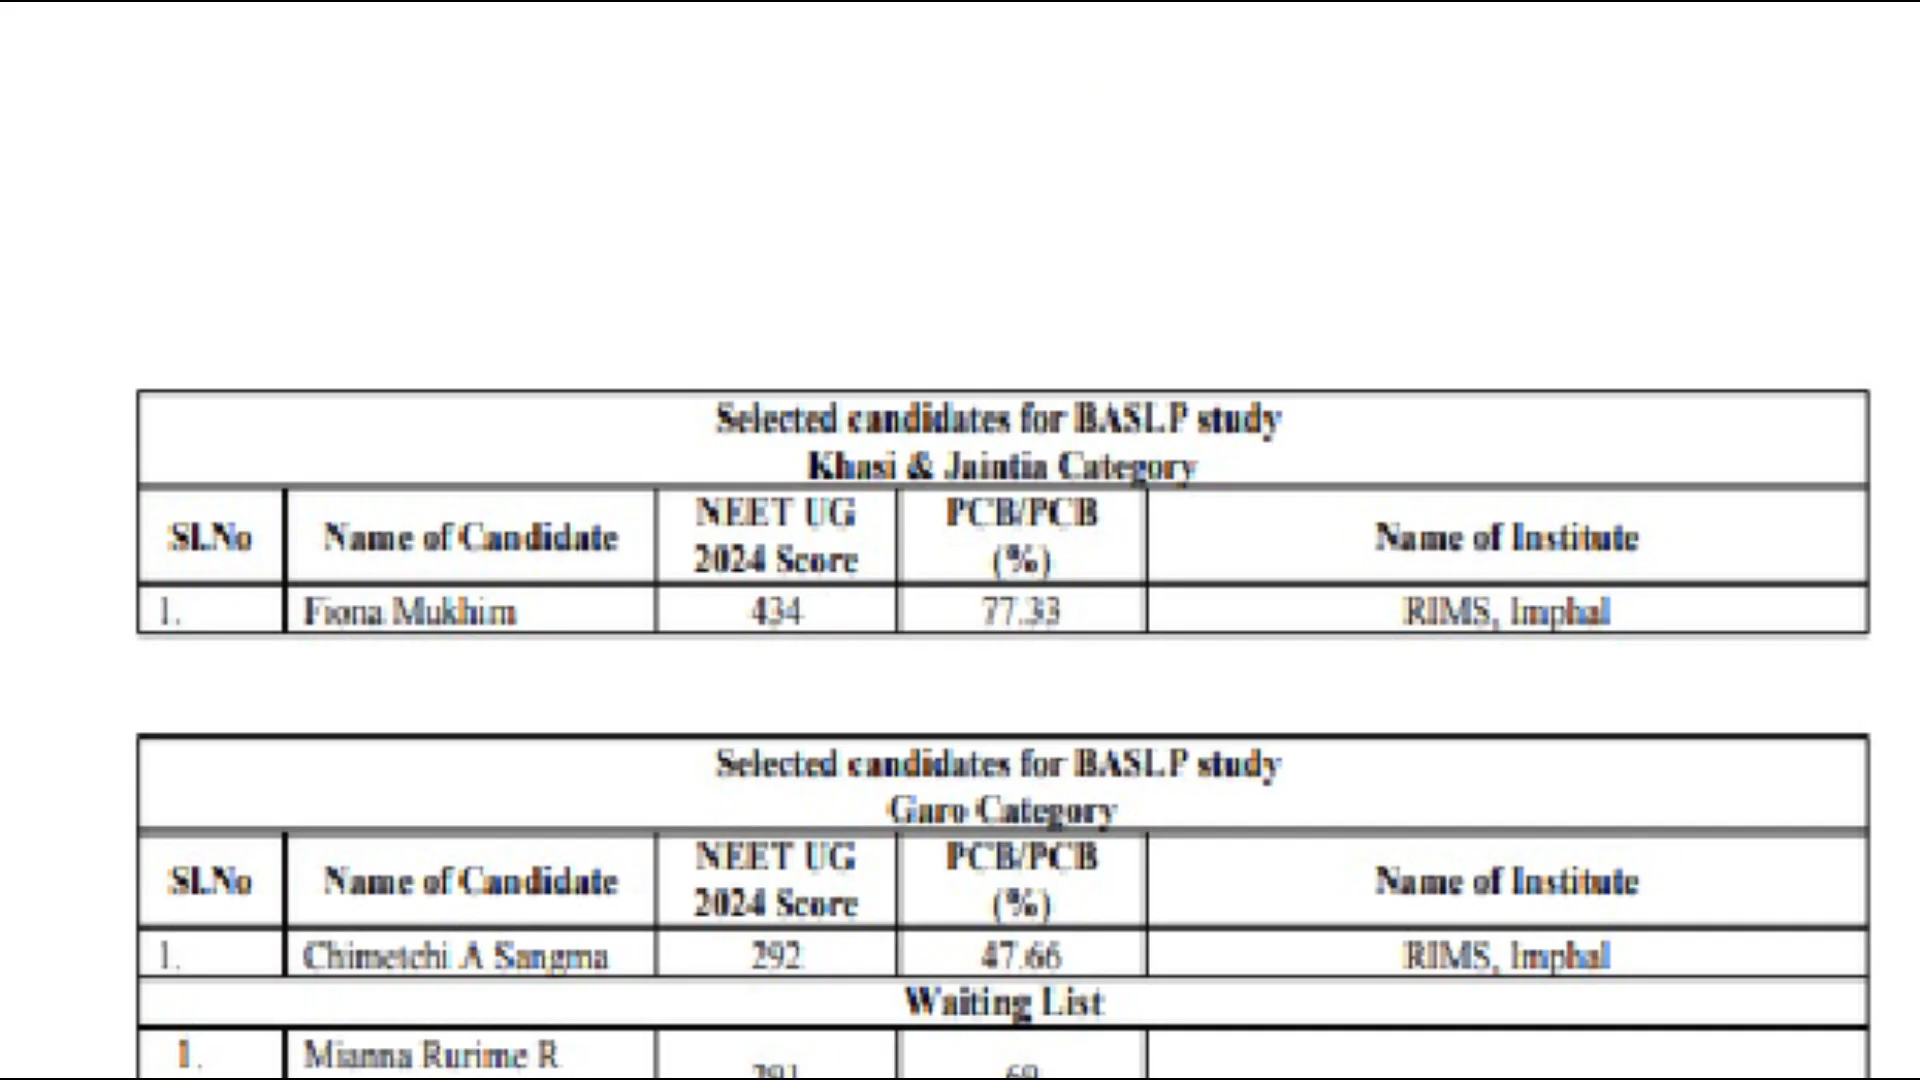 Selected candidates for BASLP study
Khasi & Jaintia Category
Sl.No Name of Candidate NEET UG 2024 Score PCB/PCB (%) Name of Institute
1. Fiona Mukhim 434 77.33 RIMS, Imphal
Selected candidates for BASLP study
Garo Category
Sl.No Name of Candidate NEET UG 2024 Score PCB/PCB (%) Name of Institute
1. Chimetchi A Sangma 292 47.66 RIMS, Imphal
Waiting List
1. Mianna Rurime R